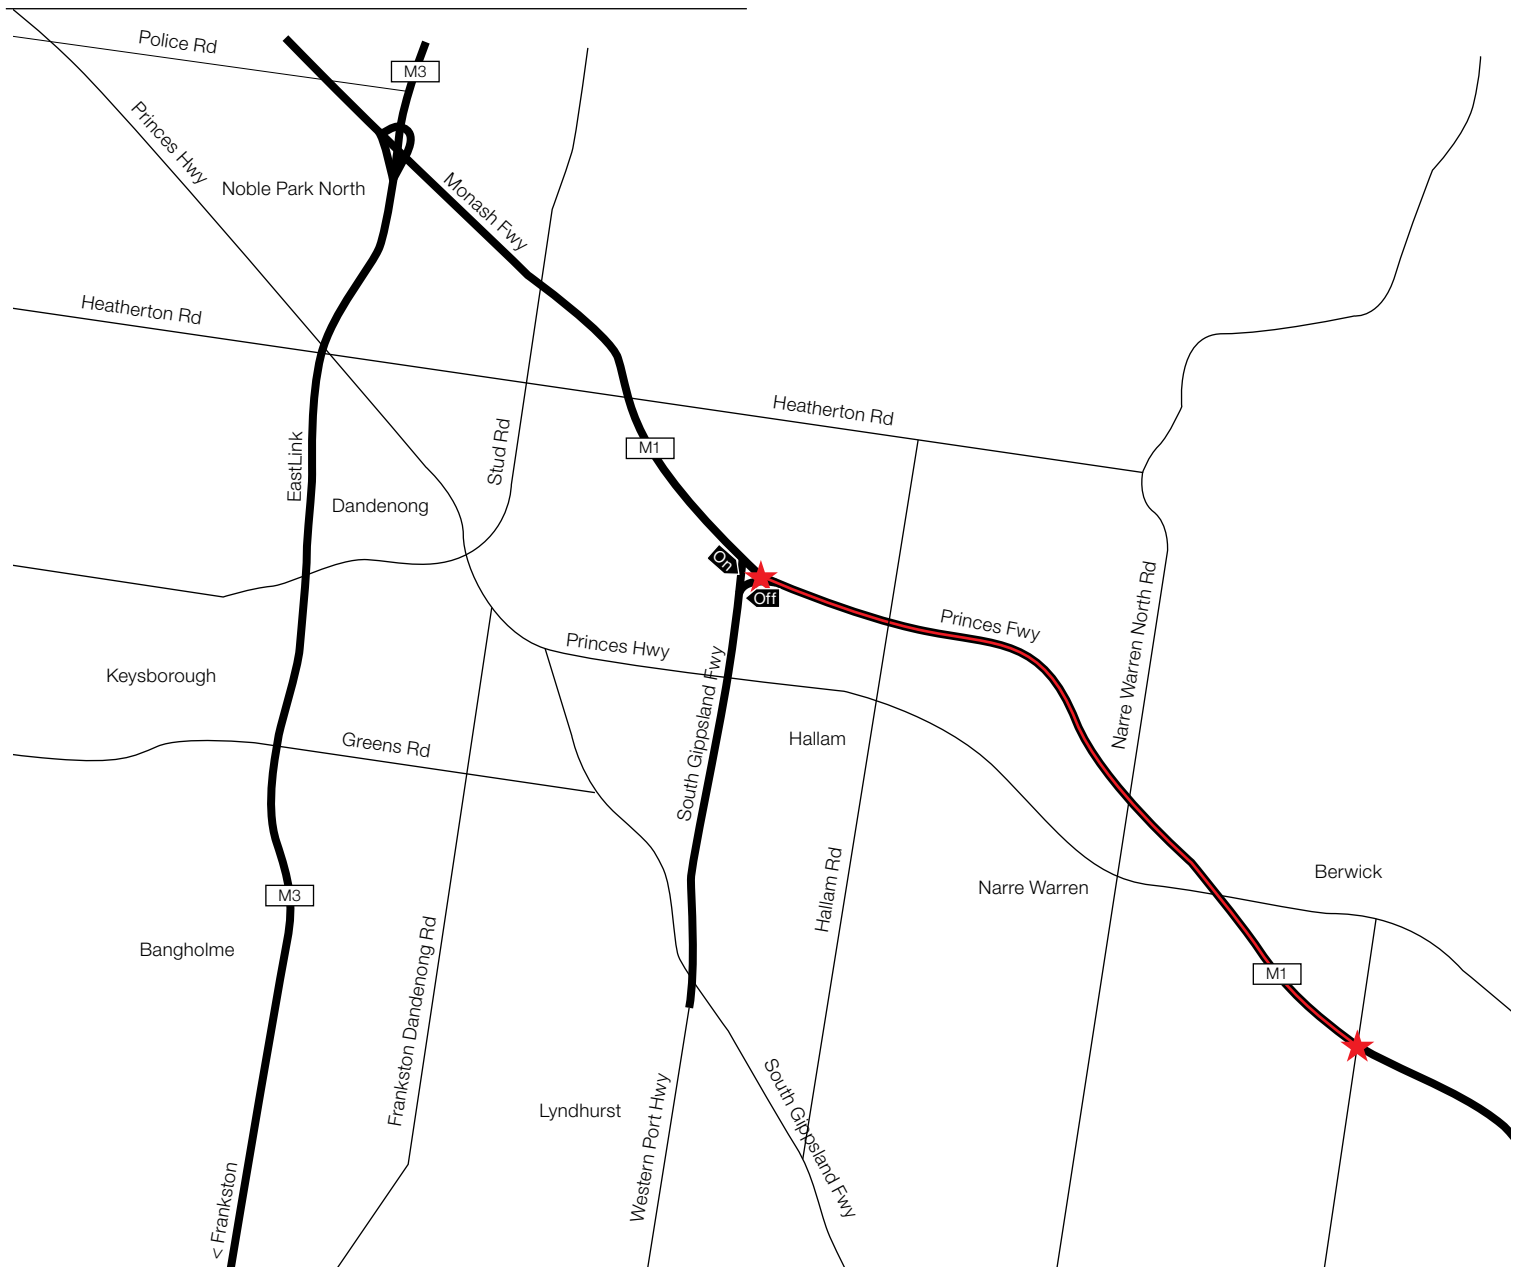 Police Rd
M3
Princes Hwy
Noble Park North
Monash Fwy
Heatherton Rd
Heatherton Rd
Stud Rd
M1
EastLink
Dandenong
On
Off
Princes Fwy
Narre Warren North Rd
Princes Hwy
Keysborough
South Gippsland Fwy
Hallam
Greens Rd
Hallam Rd
Berwick
Narre Warren
M3
Bangholme
Frankston Dandenong Rd
M1
Lyndhurst
Western Port Hwy
South Gippsland Fwy
< Frankston